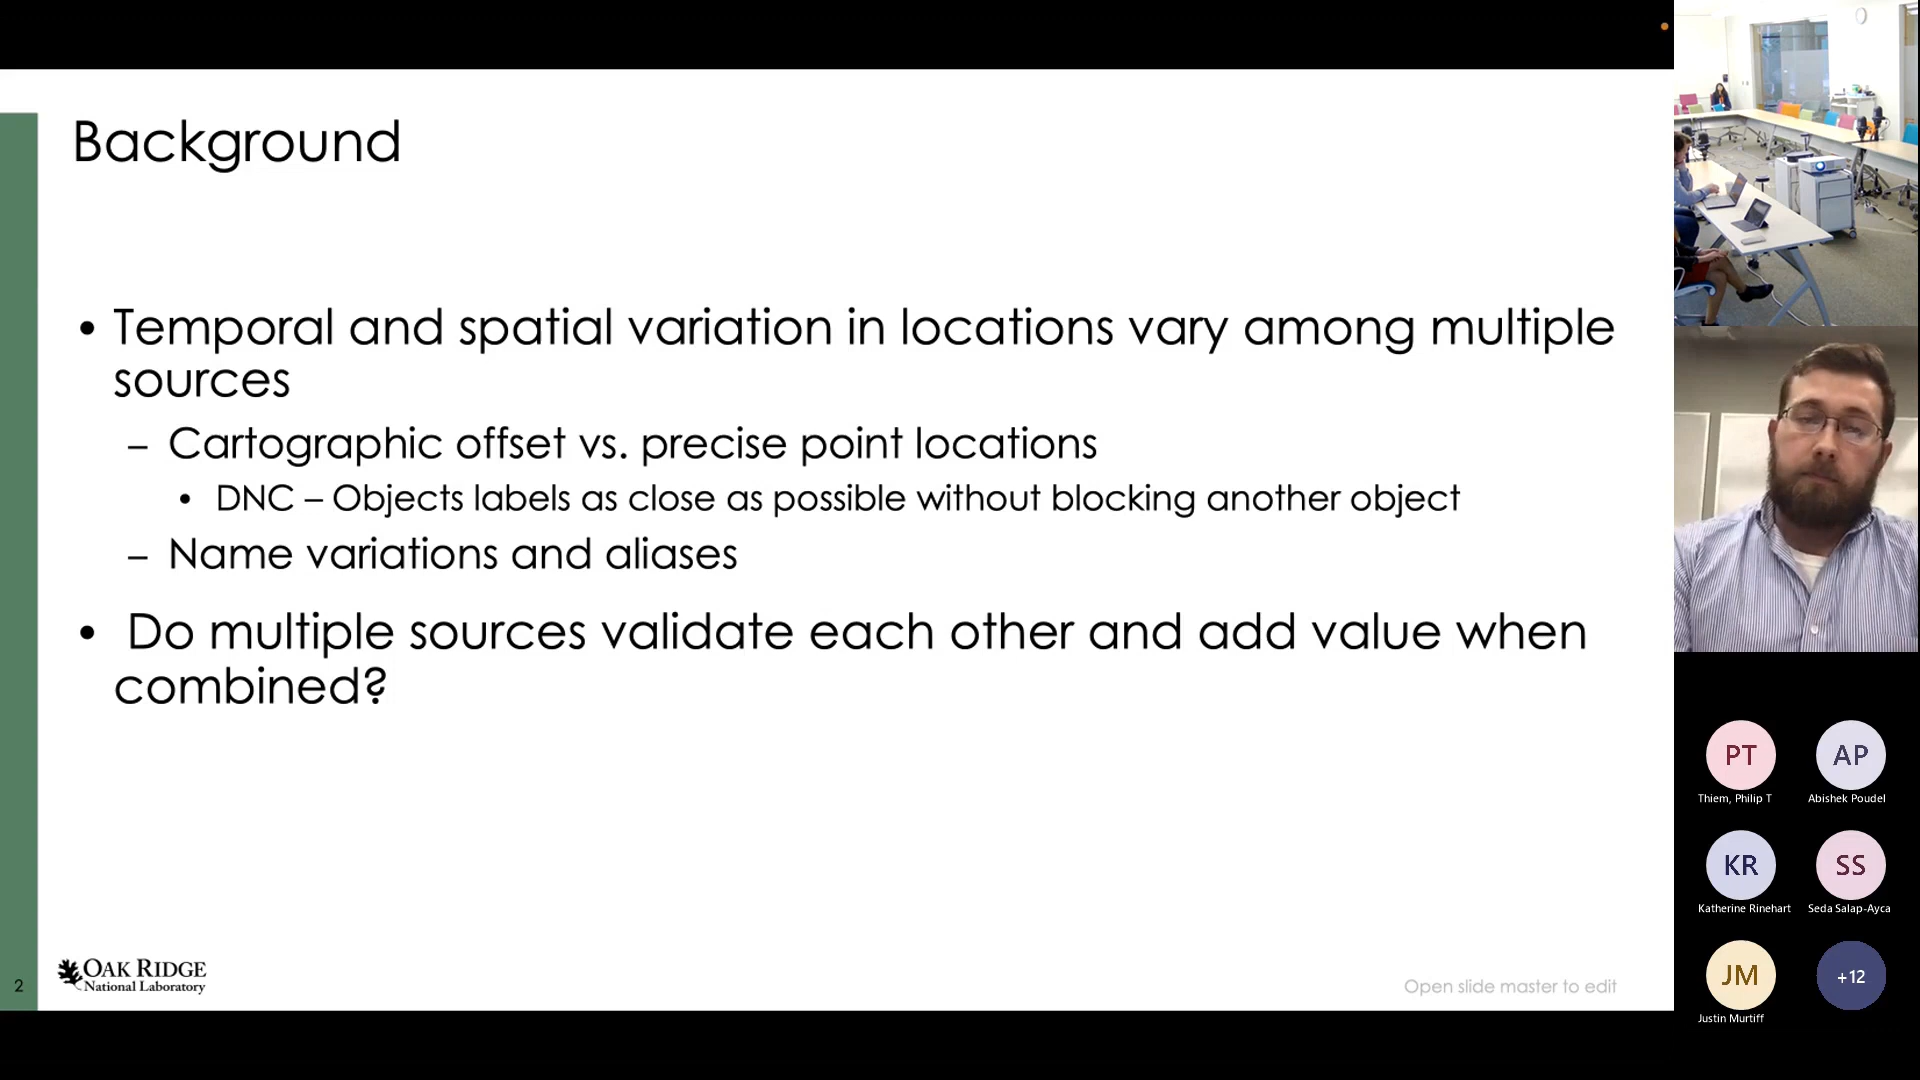 Background
• Temporal and spatial variation in locations vary among multiple
sources
– Cartographic offset vs. precise point locations
• DNC – Objects labels as close as possible without blocking another object
– Name variations and aliases
• Do multiple sources validate each other and add value when
combined?
2
OAK RIDGE
National Laboratory
Open slide master to edit
PT
Thiem, Philip T
AP
Abishek Poudel
KR
Katherine Rinehart
SS
Seda Salap-Ayca
JM
Justin Murtiff
+12